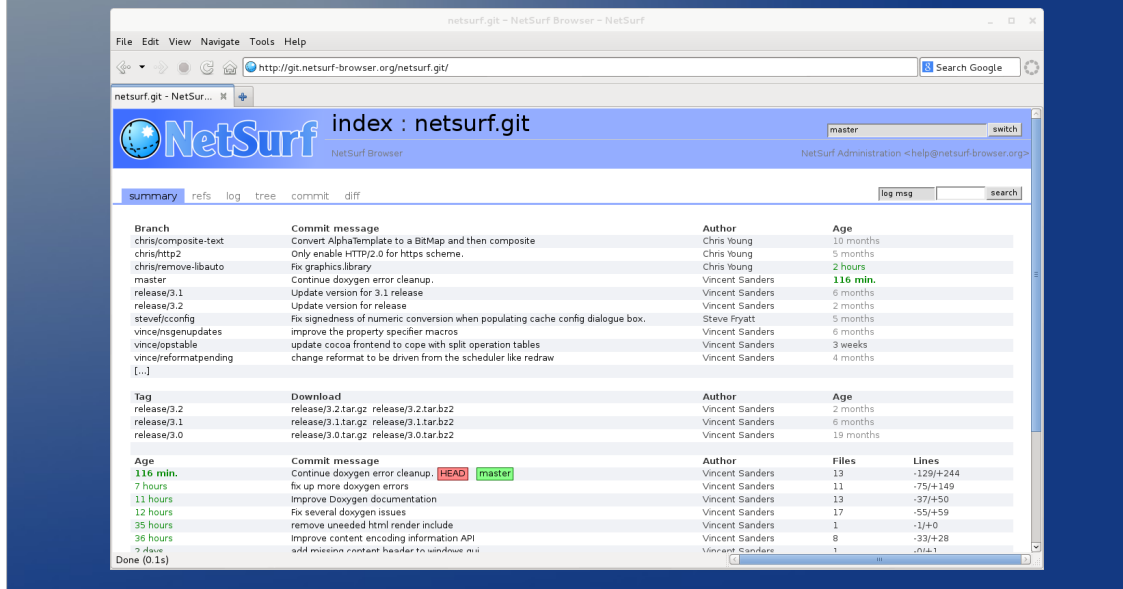 netsurf.git - NetSurf Browser - NetSurf
File Edit View Navigate Tools Help
http://git.netsurf-browser.org/netsurf.git/
8 Search Google
netsurf.git - NetSur...
NetSurf
index : netsurf.git
master switch
NetSurf Browser
NetSurf Administration <help@netsurf-browser.org>
summary refs log tree commit diff
log msg search
Branch Commit message Author Age
chris/composite-text Convert AlphaTemplate to a BitMap and then composite Chris Young 10 months
chris/http2 Only enable HTTP/2.0 for https scheme. Chris Young 5 months
chris/remove-libauto Fix graphics.library Chris Young 2 hours
master Continue doxygen error cleanup. Vincent Sanders 116 min.
release/3.1 Update version for 3.1 release Vincent Sanders 6 months
release/3.2 Update version for release Vincent Sanders 2 months
stevef/cconfig Fix signedness of numeric conversion when populating cache config dialogue box. Steve Fryatt 5 months
vince/nsgenupdates improve the property specifier macros Vincent Sanders 6 months
vince/opstable update cocoa frontend to cope with split operation tables Vincent Sanders 3 weeks
vince/reformatpending change reformat to be driven from the scheduler like redraw Vincent Sanders 4 months
[...]
Tag Download Author Age
release/3.2 release/3.2.tar.gz release/3.2.tar.bz2 Vincent Sanders 2 months
release/3.1 release/3.1.tar.gz release/3.1.tar.bz2 Vincent Sanders 6 months
release/3.0 release/3.0.tar.gz release/3.0.tar.bz2 Vincent Sanders 19 months
Age Commit message Author Files Lines
116 min. Continue doxygen error cleanup. HEAD master Vincent Sanders 13 -129/+244
7 hours fix up more doxygen errors Vincent Sanders 11 -75/+149
11 hours Improve Doxygen documentation Vincent Sanders 13 -37/+50
12 hours Fix several doxygen issues Vincent Sanders 17 -55/+59
35 hours remove uneeded html render include Vincent Sanders 1 -1/+0
36 hours Improve content encoding information API Vincent Sanders 8 -33/+28
2 days add missing content header to windows gui Vincent Sanders 1 -0/+1
Done (0.1s)